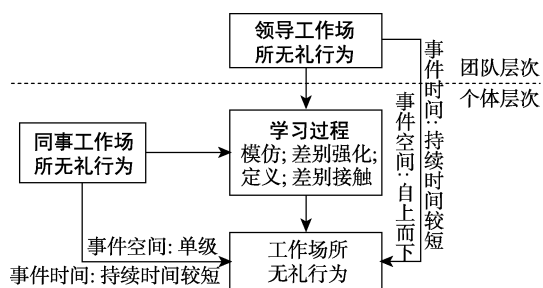 领导工作场
所无礼行为
团队层次
个体层次
同事工作场
所无礼行为
学习过程
模仿; 差别强化;
定义; 差别接触
事件时间: 持续时间较短
事件空间: 自上而下
事件空间: 单级
事件时间: 持续时间较短
工作场所
无礼行为